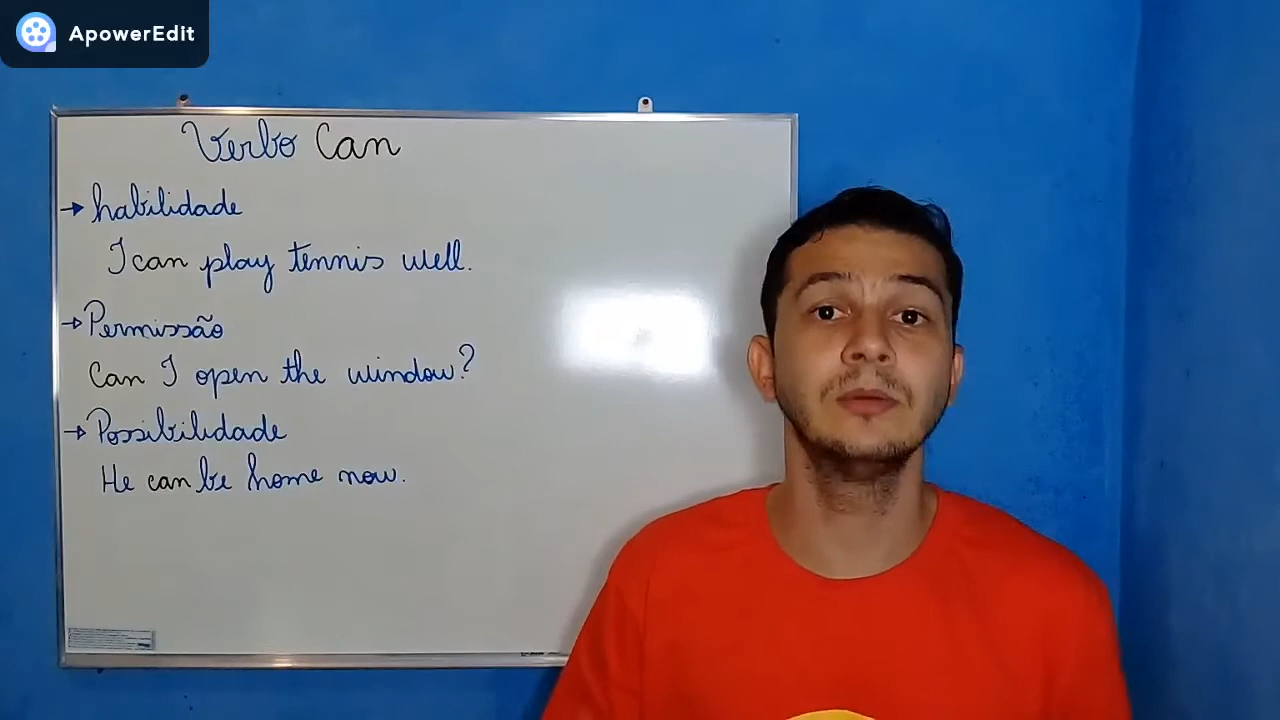 ApowerEdit
Verbo Can
→ habilidade
I can play tennis well.
→ Permissão
Can I open the window?
→ Possibilidade
He can be home now.